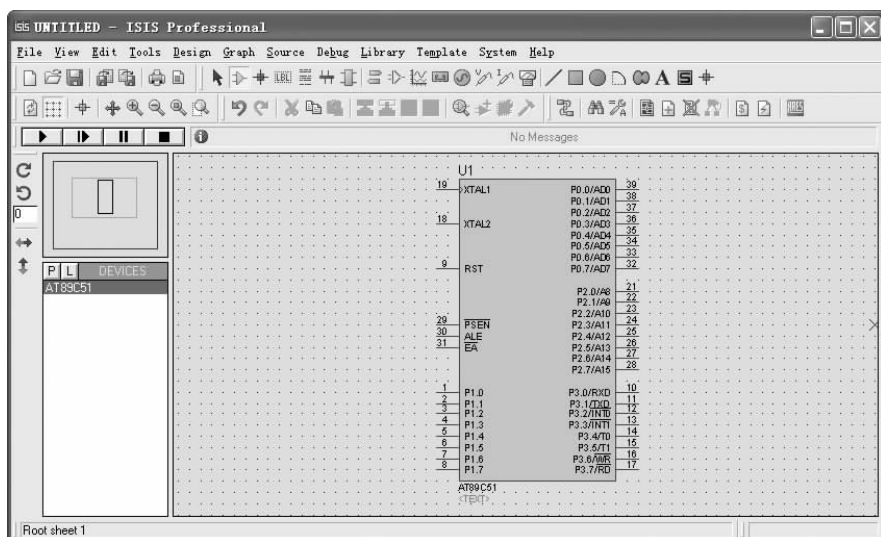 isis UNTITLED - ISIS Professional
File View Edit Tools Design Graph Source Debug Library Template System Help
LBL A S
No Messages
0
P L DEVICES
AT89C51
U1
19 XTAL1 P0.0/AD0 39
P0.1/AD1 38
P0.2/AD2 37
18 XTAL2 P0.3/AD3 36
P0.4/AD4 35
P0.5/AD5 34
P0.6/AD6 33
9 RST P0.7/AD7 32
P2.0/A8 21
P2.1/A9 22
P2.2/A10 23
29 PSEN P2.3/A11 24
30 ALE P2.4/A12 25
31 EA P2.5/A13 26
P2.6/A14 27
P2.7/A15 28
1 P1.0 P3.0/RXD 10
2 P1.1 P3.1/TXD 11
3 P1.2 P3.2/INT0 12
4 P1.3 P3.3/INT1 13
5 P1.4 P3.4/T0 14
6 P1.5 P3.5/T1 15
7 P1.6 P3.6/WR 16
8 P1.7 P3.7/RD 17
AT89C51
<TEXT>
Root sheet 1